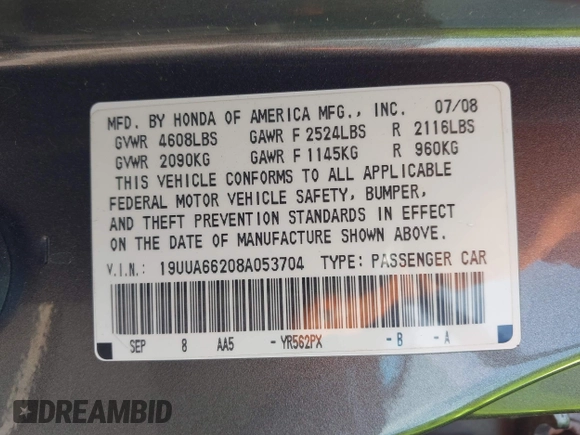 MFD. BY HONDA OF AMERICA MFG., INC. 07/08
GVWR 4608LBS GAWR F 2524LBS R 2116LBS
GVWR 2090KG GAWR F 1145KG R 960KG
THIS VEHICLE CONFORMS TO ALL APPLICABLE
FEDERAL MOTOR VEHICLE SAFETY, BUMPER,
AND THEFT PREVENTION STANDARDS IN EFFECT
ON THE DATE OF MANUFACTURE SHOWN ABOVE.
V.I.N.: 19UUA66208A053704 TYPE: PASSENGER CAR
SEP 8 AA5 - YR562PX - B - A
DREAMBID